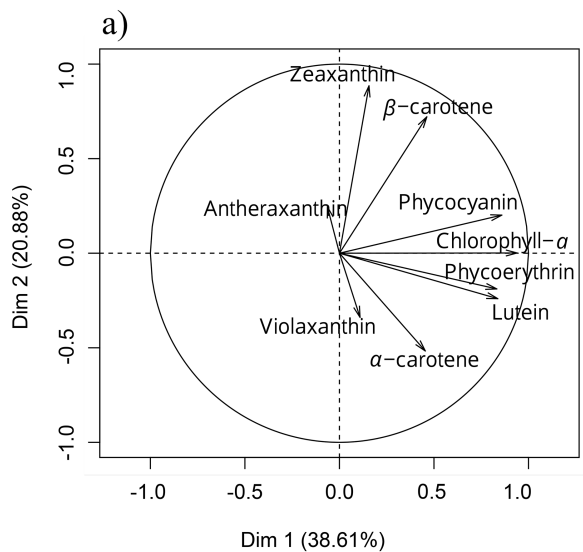 a)
1.0
Zeaxanthin
β−carotene
0.5
Phycocyanin
Antheraxanthin
Chlorophyll−a
0.0
Phycoerythrin
Lutein
Violaxanthin
α−carotene
-0.5
-1.0
Dim 2 (20.88%)
-1.0 -0.5 0.0 0.5 1.0
Dim 1 (38.61%)